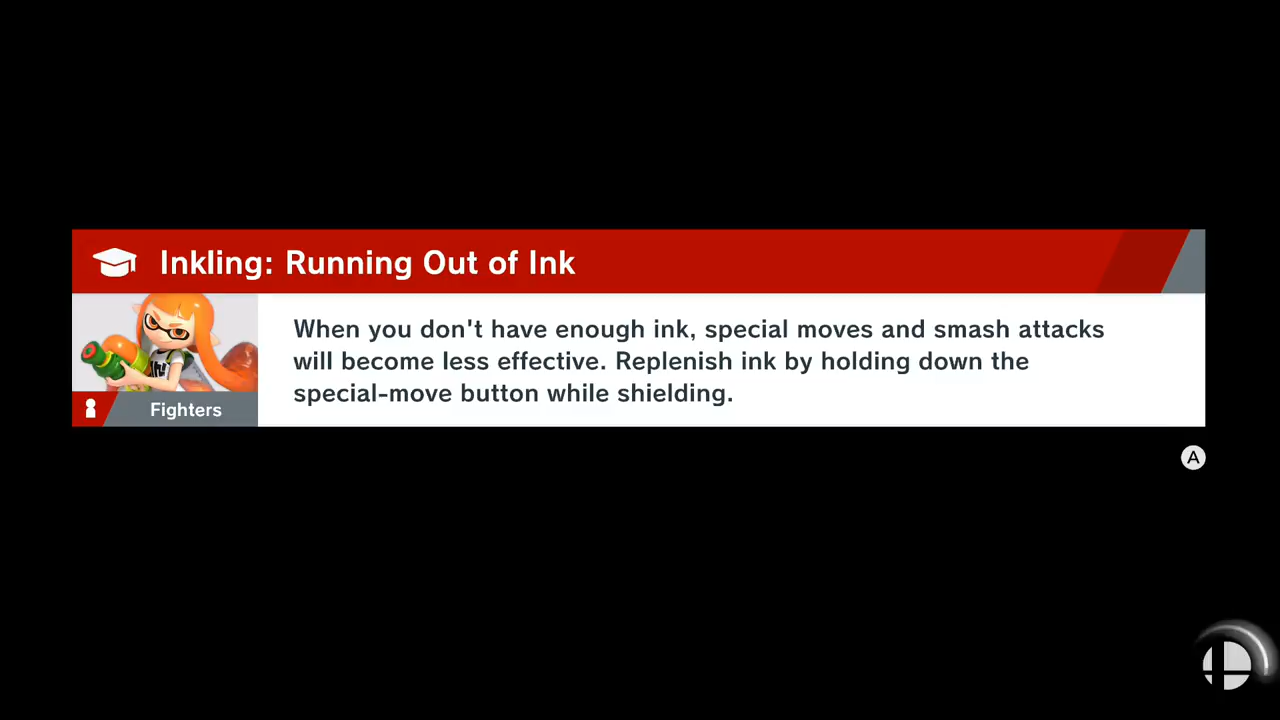 Inkling: Running Out of Ink
When you don't have enough ink, special moves and smash attacks
will become less effective. Replenish ink by holding down the
special-move button while shielding.
Fighters
A